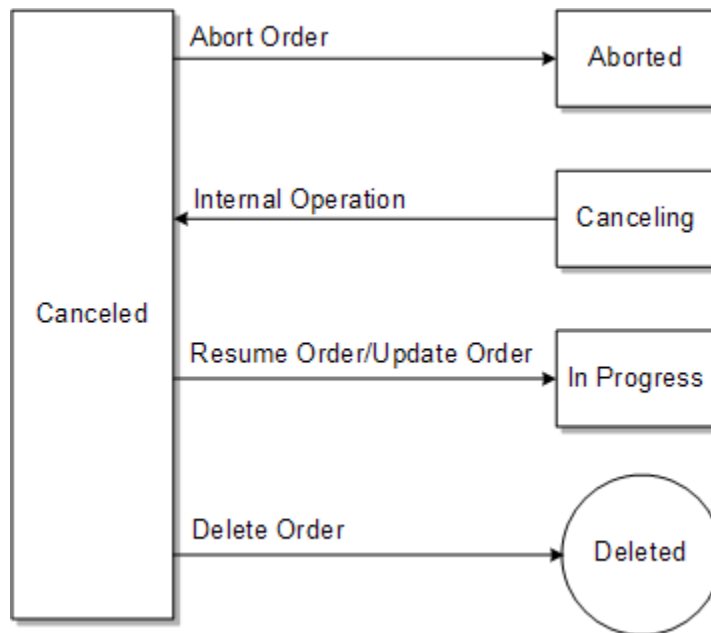 Abort Order
Aborted
Internal Operation
Canceling
Canceled
Resume Order/Update Order
In Progress
Delete Order
Deleted